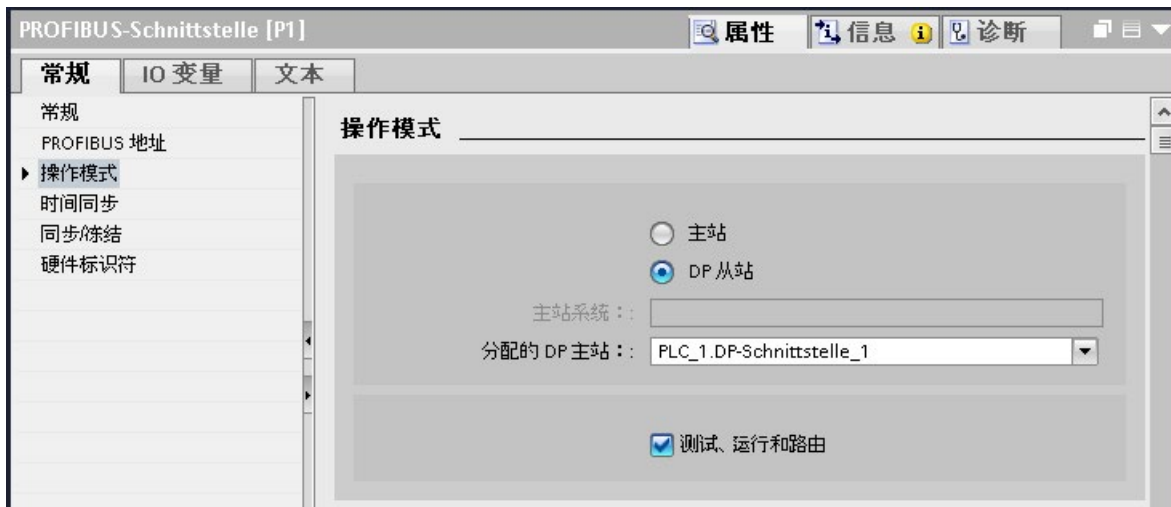 PROFIBUS-Schnittstelle [P1]
属性
信息
诊断
常规
IO 变量
文本
常规
PROFIBUS 地址
操作模式
时间同步
同步/冻结
硬件标识符
操作模式
主站
DP 从站
主站系统：:
分配的 DP 主站：:
PLC_1.DP-Schnittstelle_1
测试、运行和路由